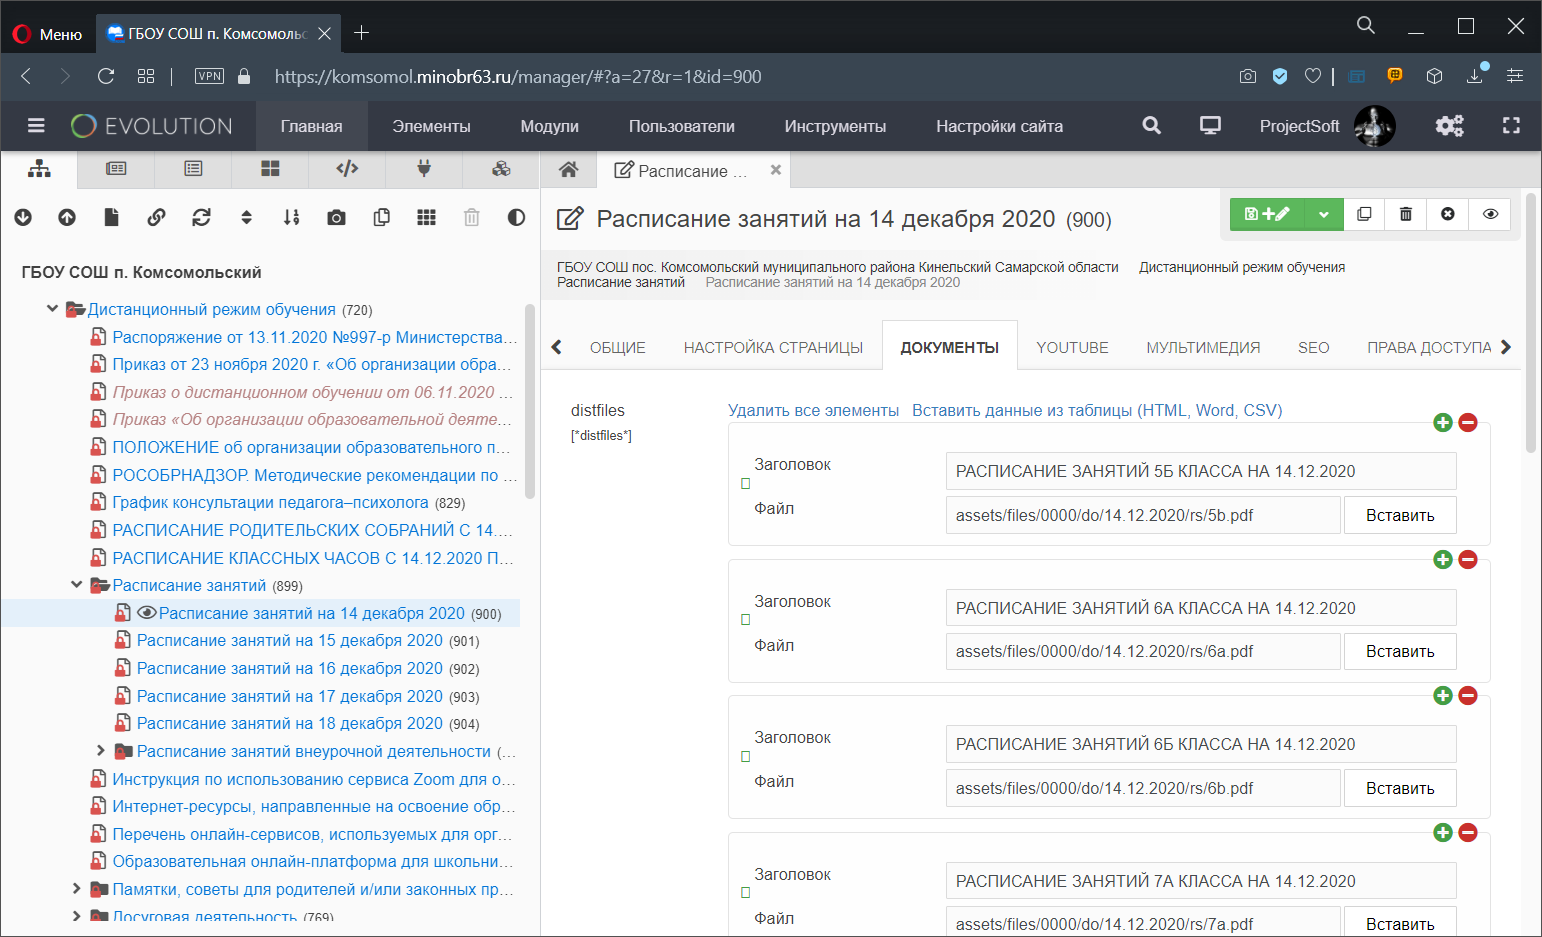 Меню
ГБОУ СОШ п. Комсомольс
VPN
https://komsomol.minobr63.ru/manager/#?a=27&r=1&id=900
EVOLUTION
Главная
Элементы
Модули
Пользователи
Инструменты
Настройки сайта
ProjectSoft
Расписание ...
ГБОУ СОШ п. Комсомольский
Дистанционный режим обучения (720)
Распоряжение от 13.11.2020 №997-р Министерства...
Приказ от 23 ноября 2020 г. «Об организации обра...
Приказ о дистанционном обучении от 06.11.2020 ...
Приказ «Об организации образовательной деяте...
ПОЛОЖЕНИЕ об организации образовательного п...
РОСОБРНАДЗОР. Методические рекомендации по ...
График консультации педагога–психолога (829)
РАСПИСАНИЕ РОДИТЕЛЬСКИХ СОБРАНИЙ С 14....
РАСПИСАНИЕ КЛАССНЫХ ЧАСОВ С 14.12.2020 П...
Расписание занятий (899)
Расписание занятий на 14 декабря 2020 (900)
Расписание занятий на 15 декабря 2020 (901)
Расписание занятий на 16 декабря 2020 (902)
Расписание занятий на 17 декабря 2020 (903)
Расписание занятий на 18 декабря 2020 (904)
Расписание занятий внеурочной деятельности (...
Инструкция по использованию сервиса Zoom для о...
Интернет-ресурсы, направленные на освоение обр...
Перечень онлайн-сервисов, используемых для орг...
Образовательная онлайн-платформа для школьни...
Памятки, советы для родителей и/или законных пр...
Досуговая деятельность (769)
Расписание занятий на 14 декабря 2020 (900)
ГБОУ СОШ пос. Комсомольский муниципального района Кинельский Самарской области
Дистанционный режим обучения
Расписание занятий
Расписание занятий на 14 декабря 2020
ОБЩИЕ
НАСТРОЙКА СТРАНИЦЫ
ДОКУМЕНТЫ
YOUTUBE
МУЛЬТИМЕДИЯ
SEO
ПРАВА ДОСТУПА
distfiles
[*distfiles*]
Удалить все элементы
Вставить данные из таблицы (HTML, Word, CSV)
Заголовок
РАСПИСАНИЕ ЗАНЯТИЙ 5Б КЛАССА НА 14.12.2020
Файл
assets/files/0000/do/14.12.2020/rs/5b.pdf
Вставить
Заголовок
РАСПИСАНИЕ ЗАНЯТИЙ 6А КЛАССА НА 14.12.2020
Файл
assets/files/0000/do/14.12.2020/rs/6a.pdf
Вставить
Заголовок
РАСПИСАНИЕ ЗАНЯТИЙ 6Б КЛАССА НА 14.12.2020
Файл
assets/files/0000/do/14.12.2020/rs/6b.pdf
Вставить
Заголовок
РАСПИСАНИЕ ЗАНЯТИЙ 7А КЛАССА НА 14.12.2020
Файл
assets/files/0000/do/14.12.2020/rs/7a.pdf
Вставить